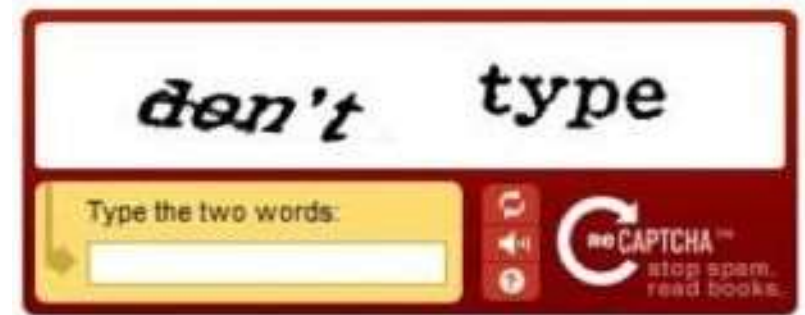 don't type
Type the two words:
reCAPTCHA™
stop spam.
read books.